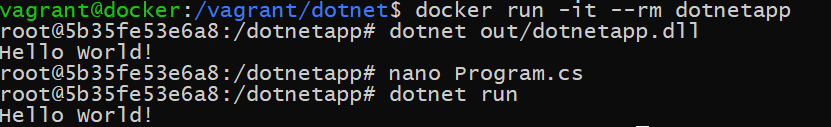 vagrant@docker:/vagrant/dotnet$ docker run -it --rm dotnetapp
root@5b35fe53e6a8:/dotnetapp# dotnet out/dotnetapp.dll
Hello World!
root@5b35fe53e6a8:/dotnetapp# nano Program.cs
root@5b35fe53e6a8:/dotnetapp# dotnet run
Hello World!